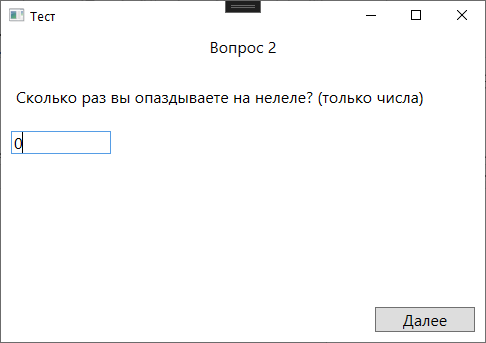 Тест
Вопрос 2
Сколько раз вы опаздываете на нелеле? (только числа)
0
Далее